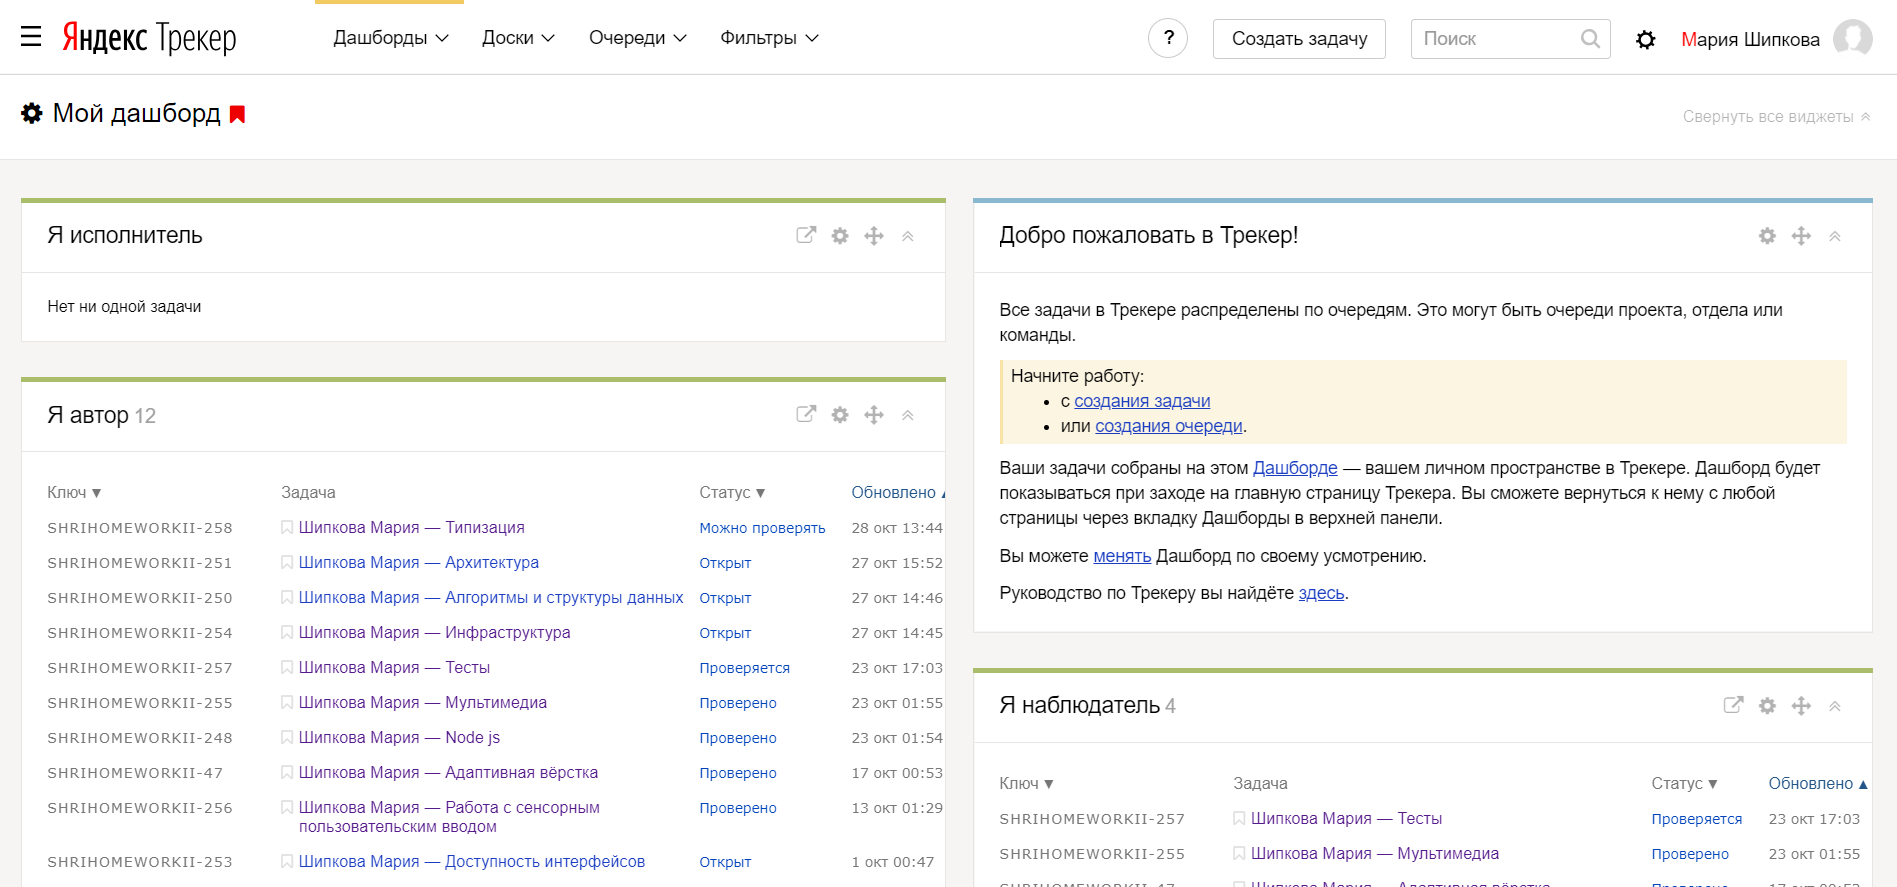 Яндекс Трекер
Дашборды
Доски
Очереди
Фильтры
?
Создать задачу
Поиск
Мария Шипкова
Мой дашборд
Свернуть все виджеты
Я исполнитель
Нет ни одной задачи
Я автор 12
Ключ ▼ Задача Статус ▼ Обновлено
SHRIHOMEWORKII-258 Шипкова Мария — Типизация Можно проверять 28 окт 13:44
SHRIHOMEWORKII-251 Шипкова Мария — Архитектура Открыт 27 окт 15:52
SHRIHOMEWORKII-250 Шипкова Мария — Алгоритмы и структуры данных Открыт 27 окт 14:46
SHRIHOMEWORKII-254 Шипкова Мария — Инфраструктура Открыт 27 окт 14:45
SHRIHOMEWORKII-257 Шипкова Мария — Тесты Проверяется 23 окт 17:03
SHRIHOMEWORKII-255 Шипкова Мария — Мультимедиа Проверено 23 окт 01:55
SHRIHOMEWORKII-248 Шипкова Мария — Node js Проверено 23 окт 01:54
SHRIHOMEWORKII-47 Шипкова Мария — Адаптивная вёрстка Проверено 17 окт 00:53
SHRIHOMEWORKII-256 Шипкова Мария — Работа с сенсорным Проверено 13 окт 01:29
пользовательским вводом
SHRIHOMEWORKII-253 Шипкова Мария — Доступность интерфейсов Открыт 1 окт 00:47
Добро пожаловать в Трекер!
Все задачи в Трекере распределены по очередям. Это могут быть очереди проекта, отдела или
команды.
Начните работу:
• с создания задачи
• или создания очереди.
Ваши задачи собраны на этом Дашборде — вашем личном пространстве в Трекере. Дашборд будет
показываться при заходе на главную страницу Трекера. Вы сможете вернуться к нему с любой
страницы через вкладку Дашборды в верхней панели.
Вы можете менять Дашборд по своему усмотрению.
Руководство по Трекеру вы найдёте здесь.
Я наблюдатель 4
Ключ ▼ Задача Статус ▼ Обновлено ▲
SHRIHOMEWORKII-257 Шипкова Мария — Тесты Проверяется 23 окт 17:03
SHRIHOMEWORKII-255 Шипкова Мария — Мультимедиа Проверено 23 окт 01:55